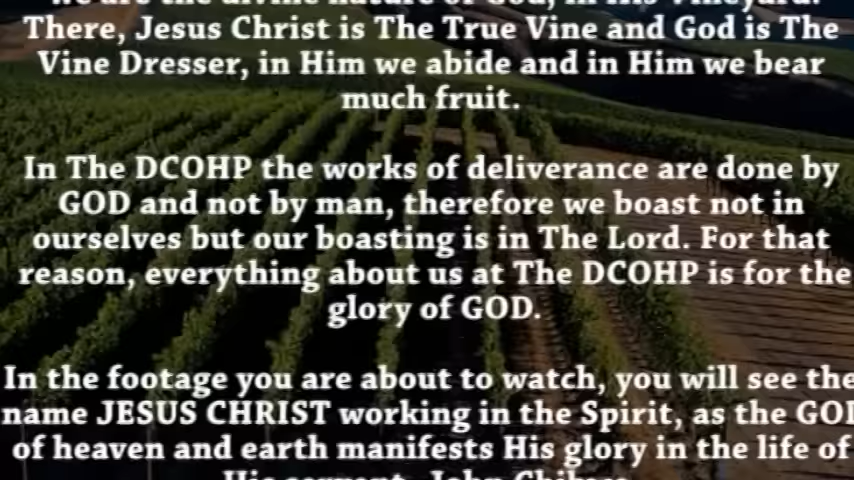 we are the divine nature of God, in His Vineyard.
There, Jesus Christ is The True Vine and God is The
Vine Dresser, in Him we abide and in Him we bear
much fruit.
In The DCOHP the works of deliverance are done by
GOD and not by man, therefore we boast not in
ourselves but our boasting is in The Lord. For that
reason, everything about us at The DCOHP is for the
glory of GOD.
In the footage you are about to watch, you will see the
name JESUS CHRIST working in the Spirit, as the GOD
of heaven and earth manifests His glory in the life of
His servant, John